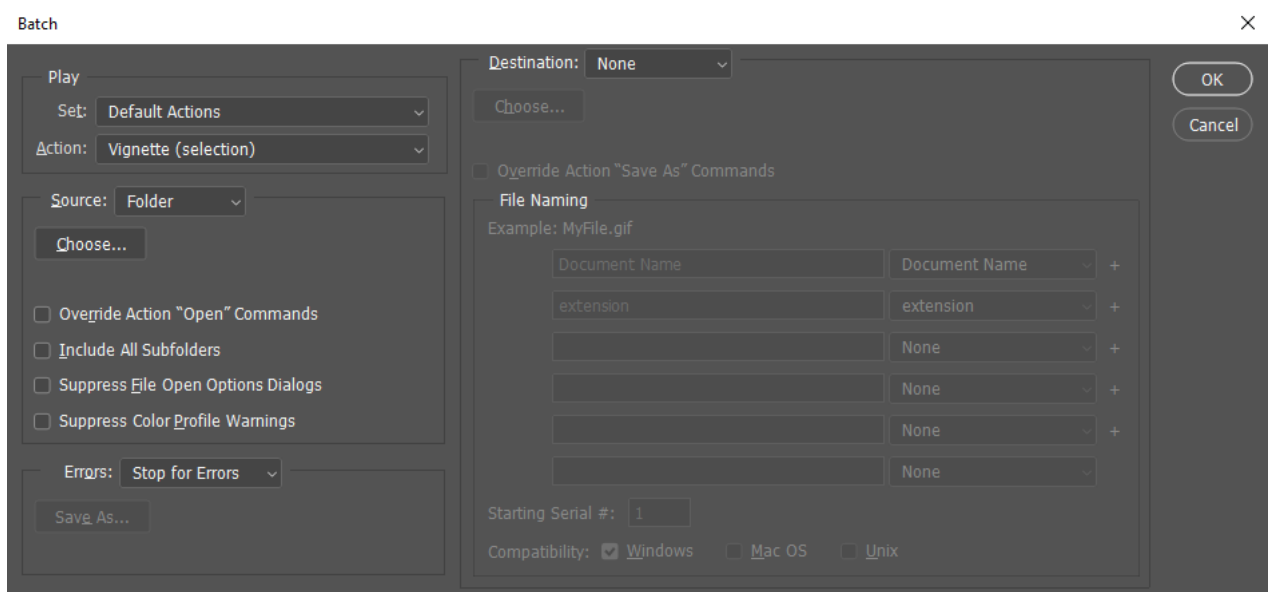 Batch
Play
Set: Default Actions
Action: Vignette (selection)
Source: Folder
Choose...
Override Action “Open” Commands
Include All Subfolders
Suppress File Open Options Dialogs
Suppress Color Profile Warnings
Errors: Stop for Errors
Save As...
Destination: None
Choose...
Override Action “Save As” Commands
File Naming
Example: MyFile.gif
Document Name Document Name +
extension extension +
None +
None +
None +
None
Starting Serial #: 1
Compatibility: Windows Mac OS Unix
OK
Cancel